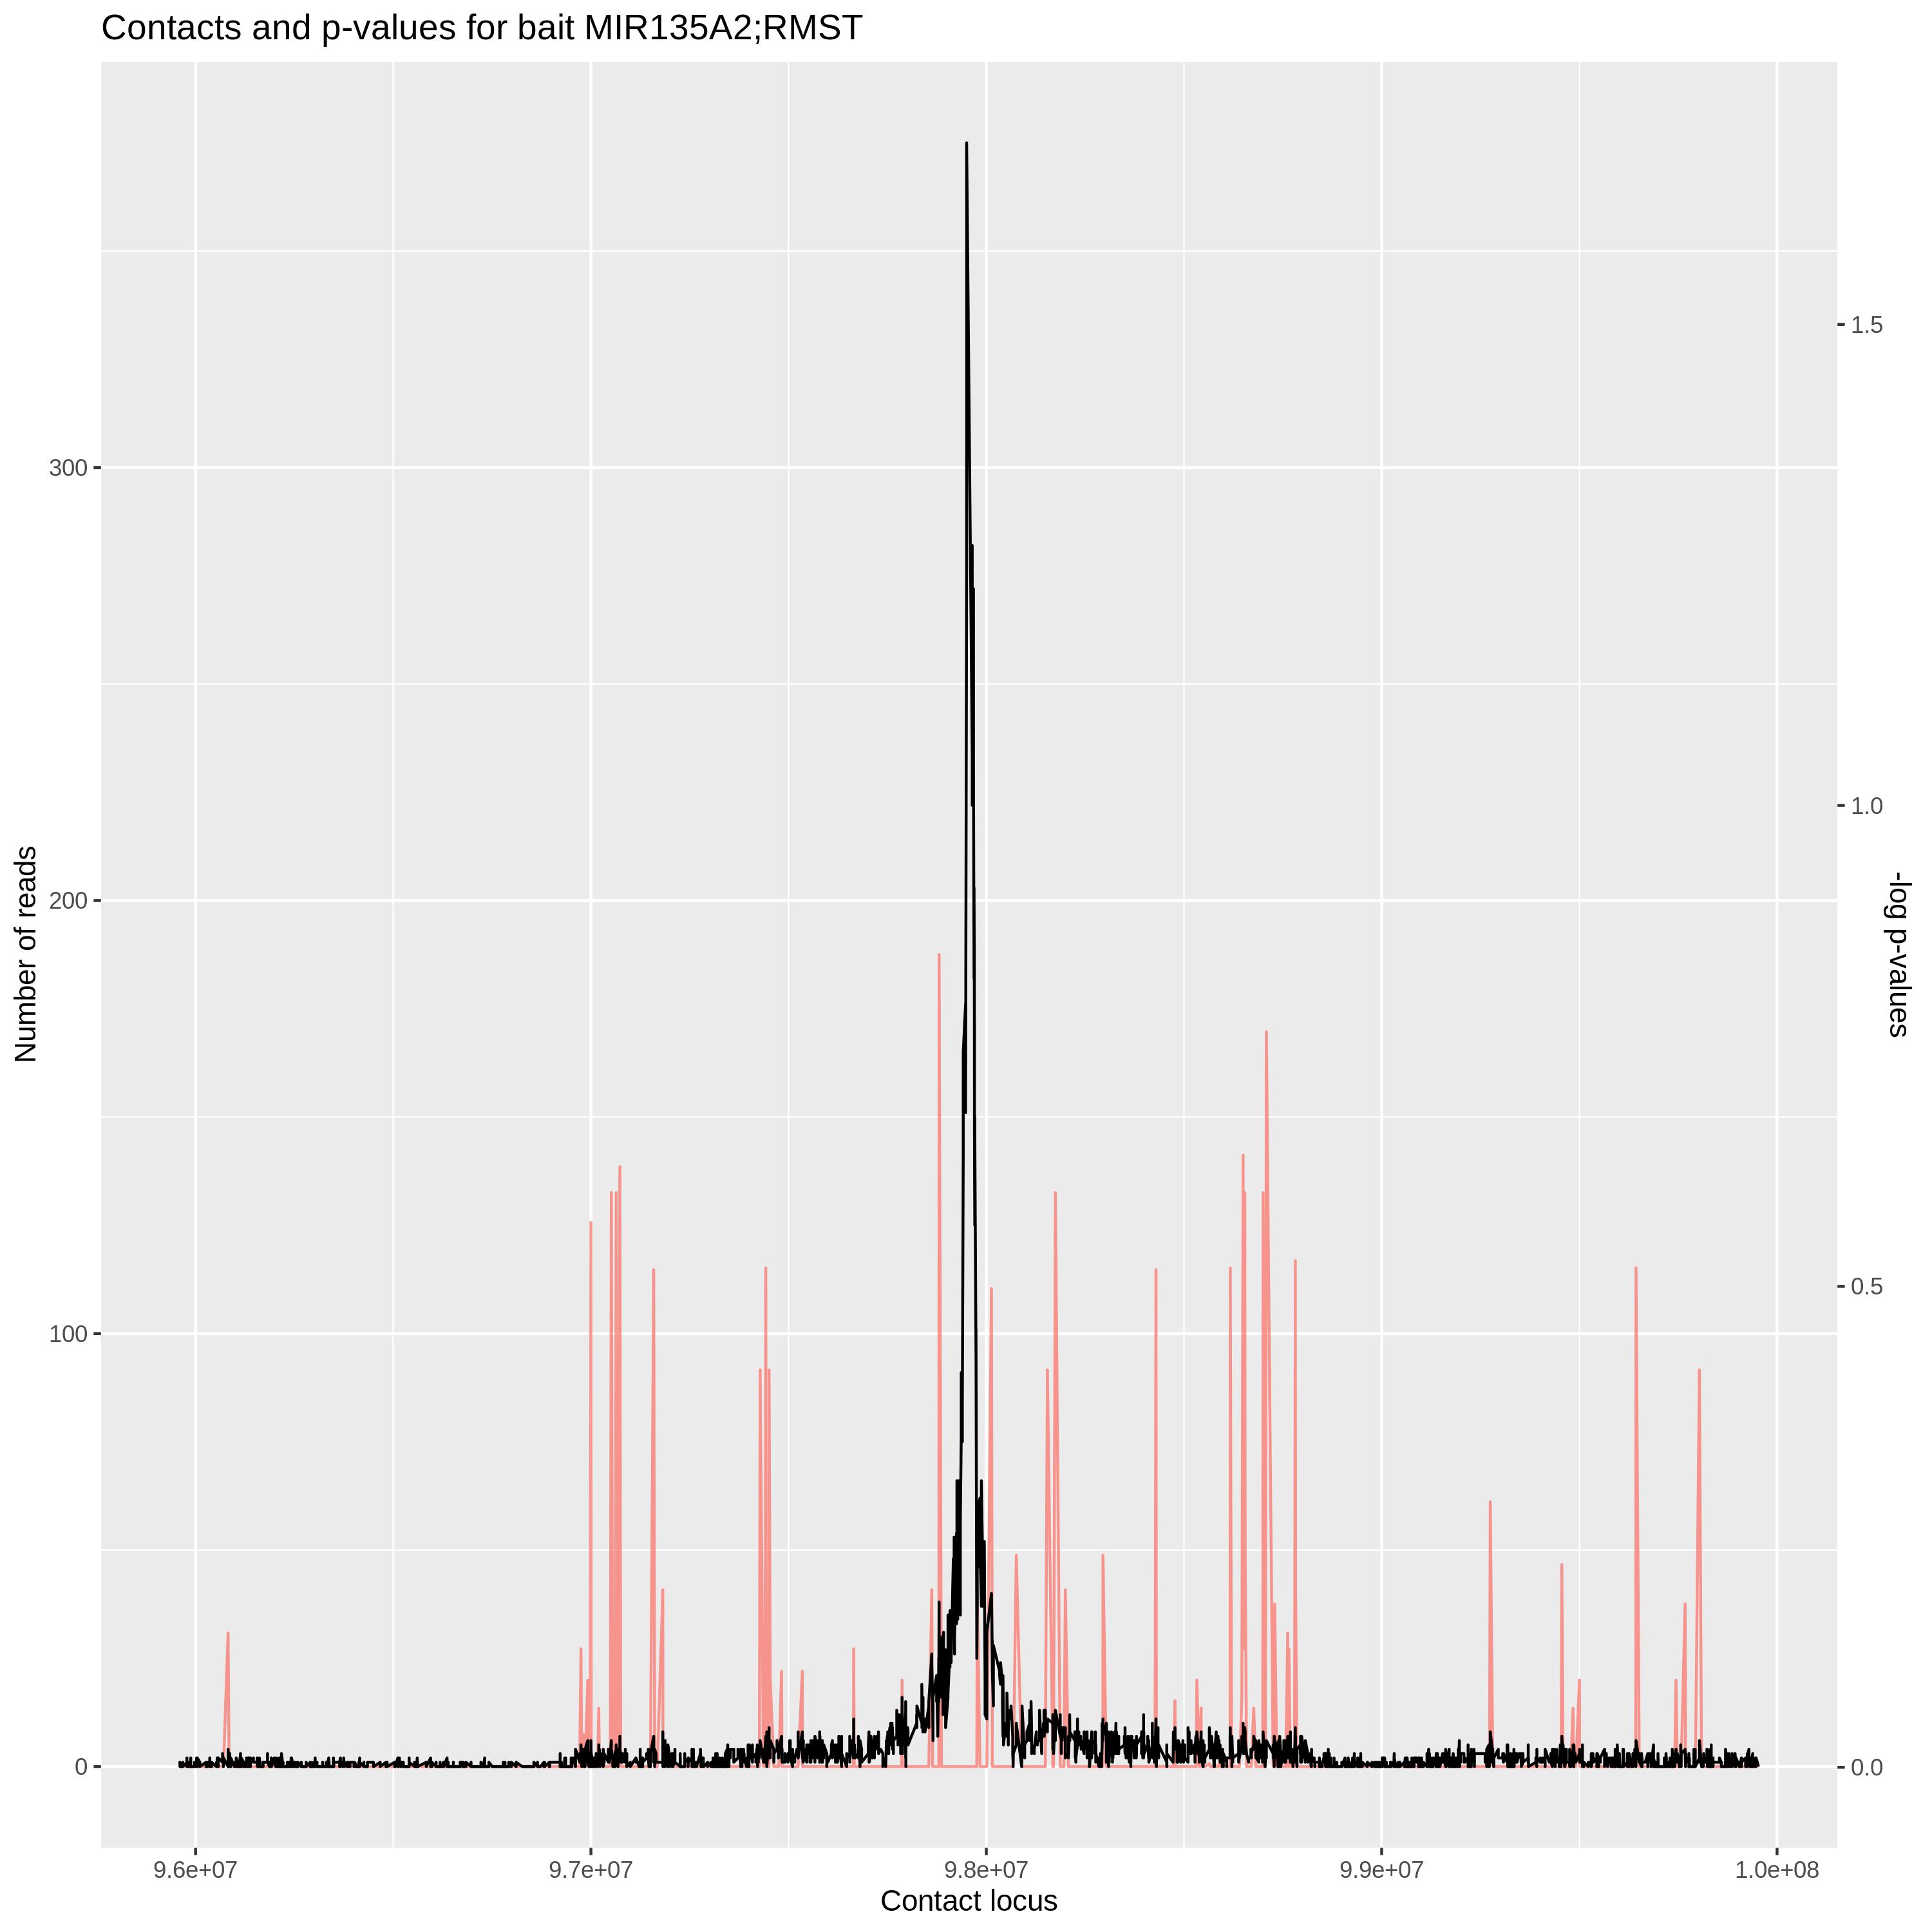 Contacts and p-values for bait MIR135A2;RMST
Number of reads
300
200
100
0
1.5
1.0
0.5
0.0
-log p-values
9.6e+07
9.7e+07
9.8e+07
9.9e+07
1.0e+08
Contact locus